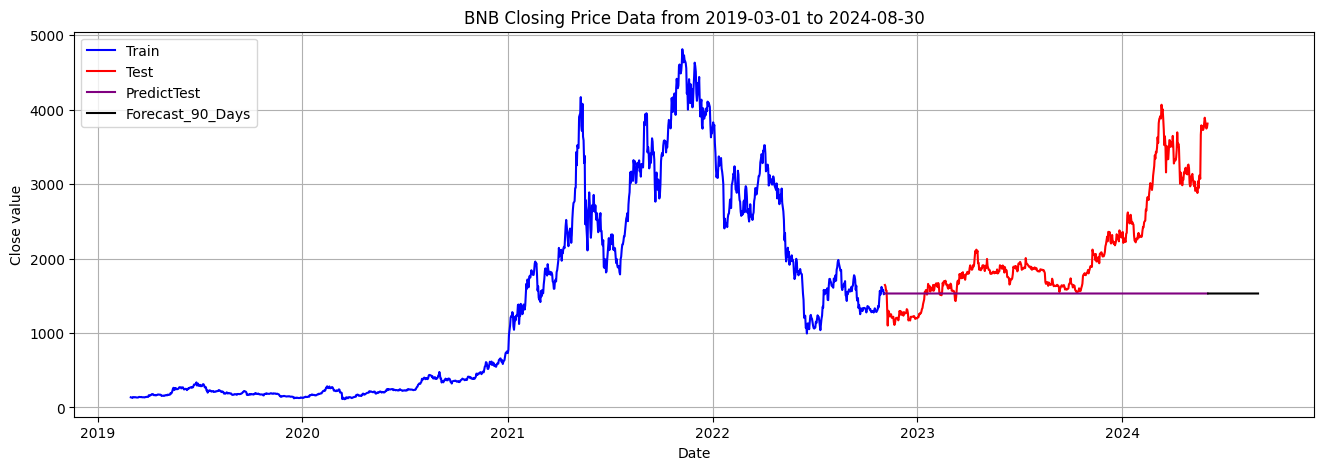 BNB Closing Price Data from 2019-03-01 to 2024-08-30
Train
Test
PredictTest
Forecast_90_Days
Close value
5000
4000
3000
2000
1000
0
2019
2020
2021
2022
2023
2024
Date